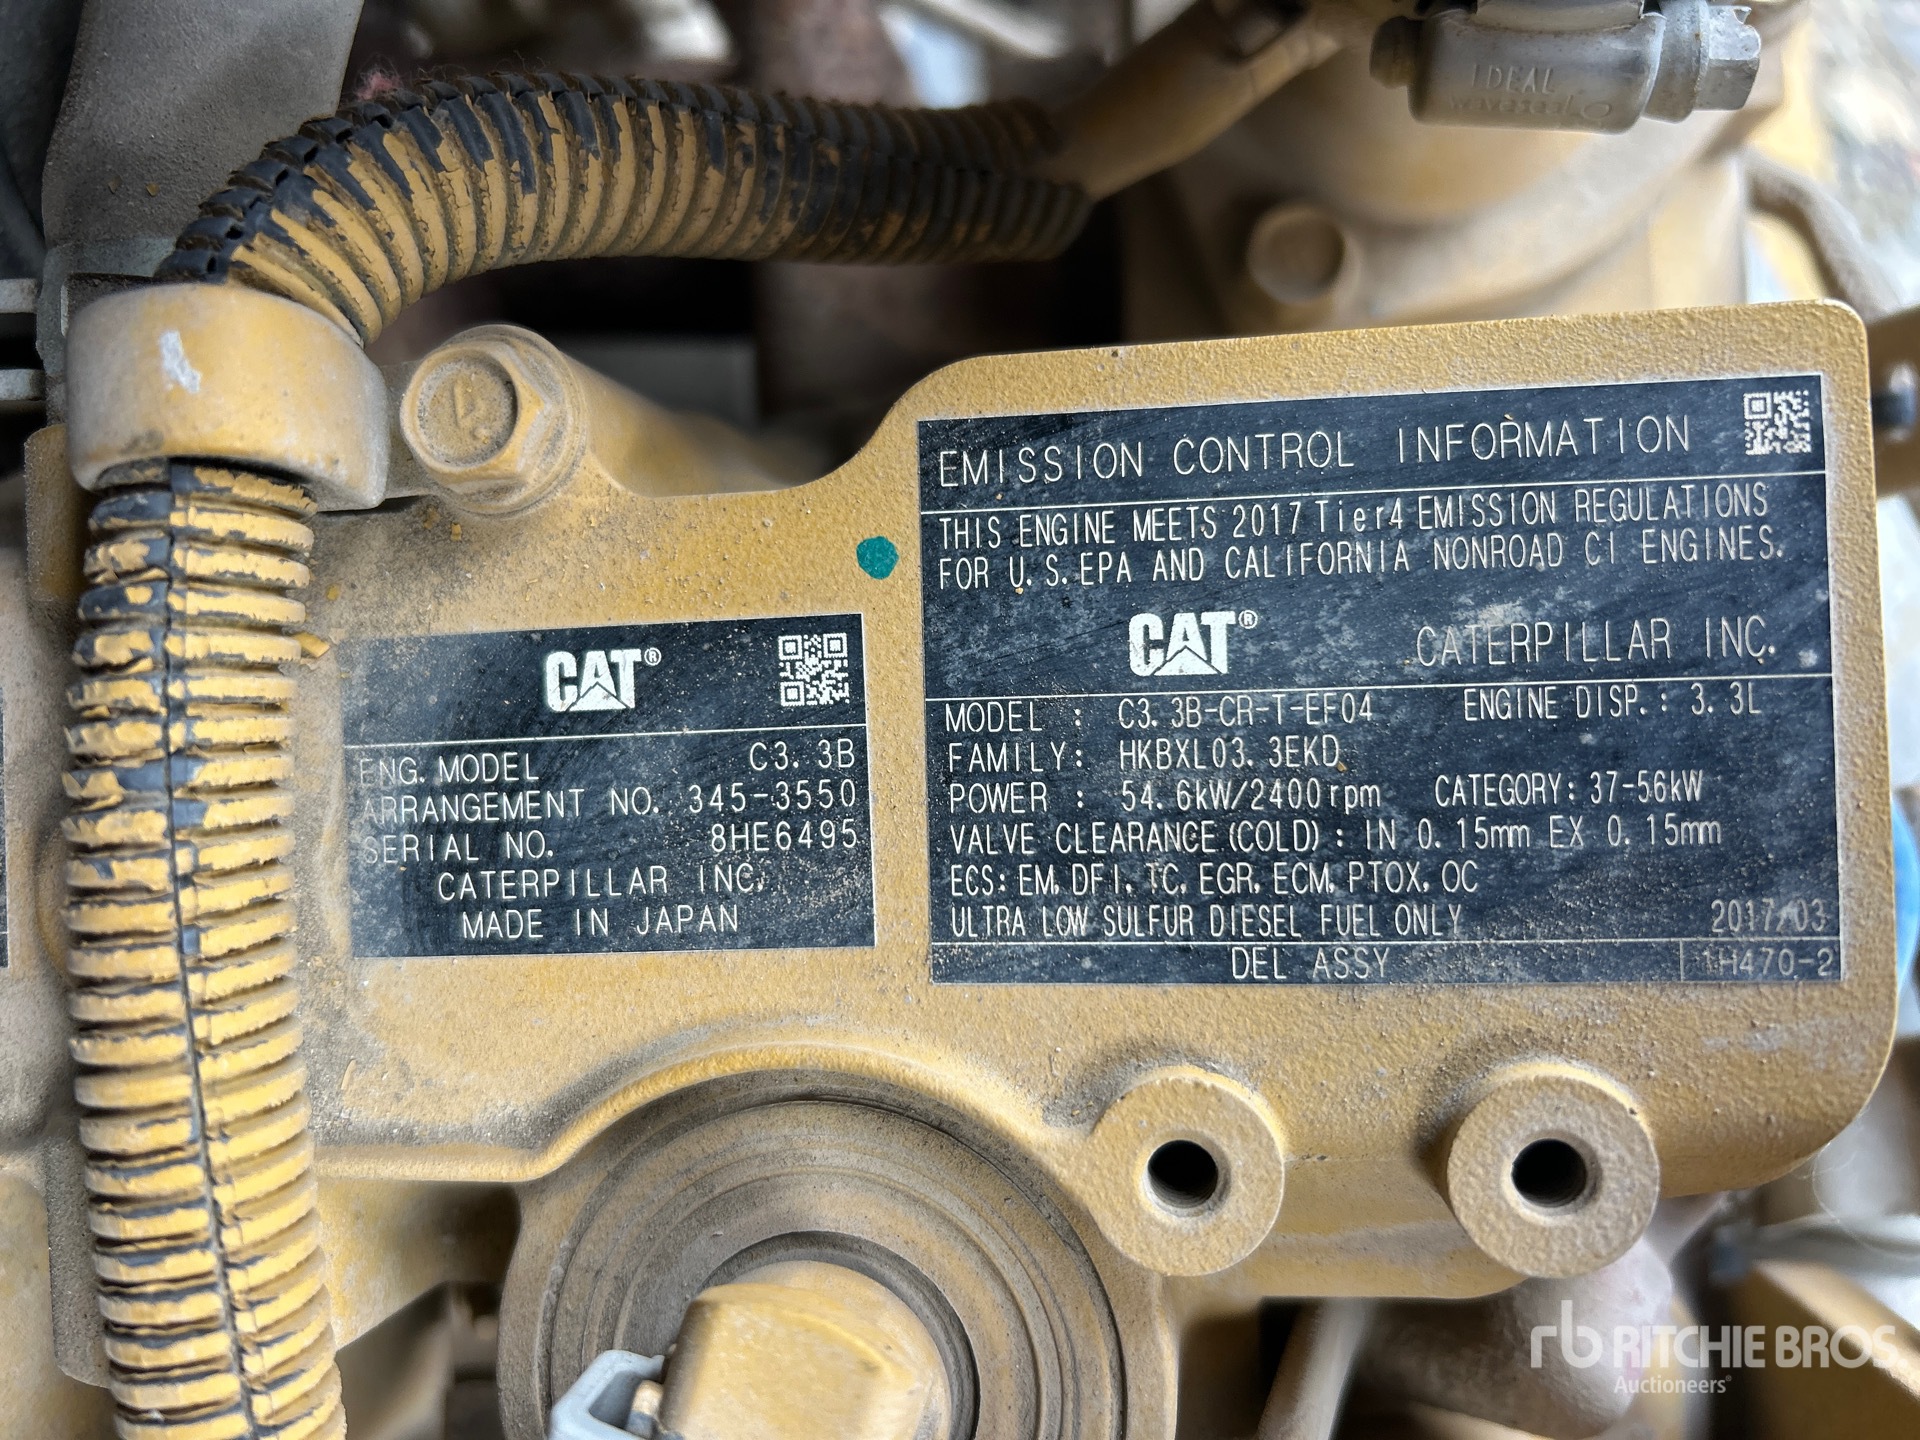 IDEAL
4
CAT®
ENG. MODEL C3.3B
ARRANGEMENT NO. 345-3550
SERIAL NO. 8HE6495
CATERPILLAR INC.
MADE IN JAPAN
EMISSION CONTROL INFORMATION
THIS ENGINE MEETS 2017 Tier4 EMISSION REGULATIONS
FOR U.S.EPA AND CALIFORNIA NONROAD CI ENGINES.
CAT® CATERPILLAR INC.
MODEL : C3.3B-CR-T-EF04 ENGINE DISP.: 3.3L
FAMILY: HKBXL03.3EKD
POWER : 54.6kW/2400rpm CATEGORY: 37-56kW
VALVE CLEARANCE(COLD): IN 0.15mm EX 0.15mm
ECS: EM, DFI, TC, EGR, ECM, PTOX, OC
ULTRA LOW SULFUR DIESEL FUEL ONLY 2017/03
DEL ASSY 1H470-2
rb RITCHIE BROS.
Auctioneers®